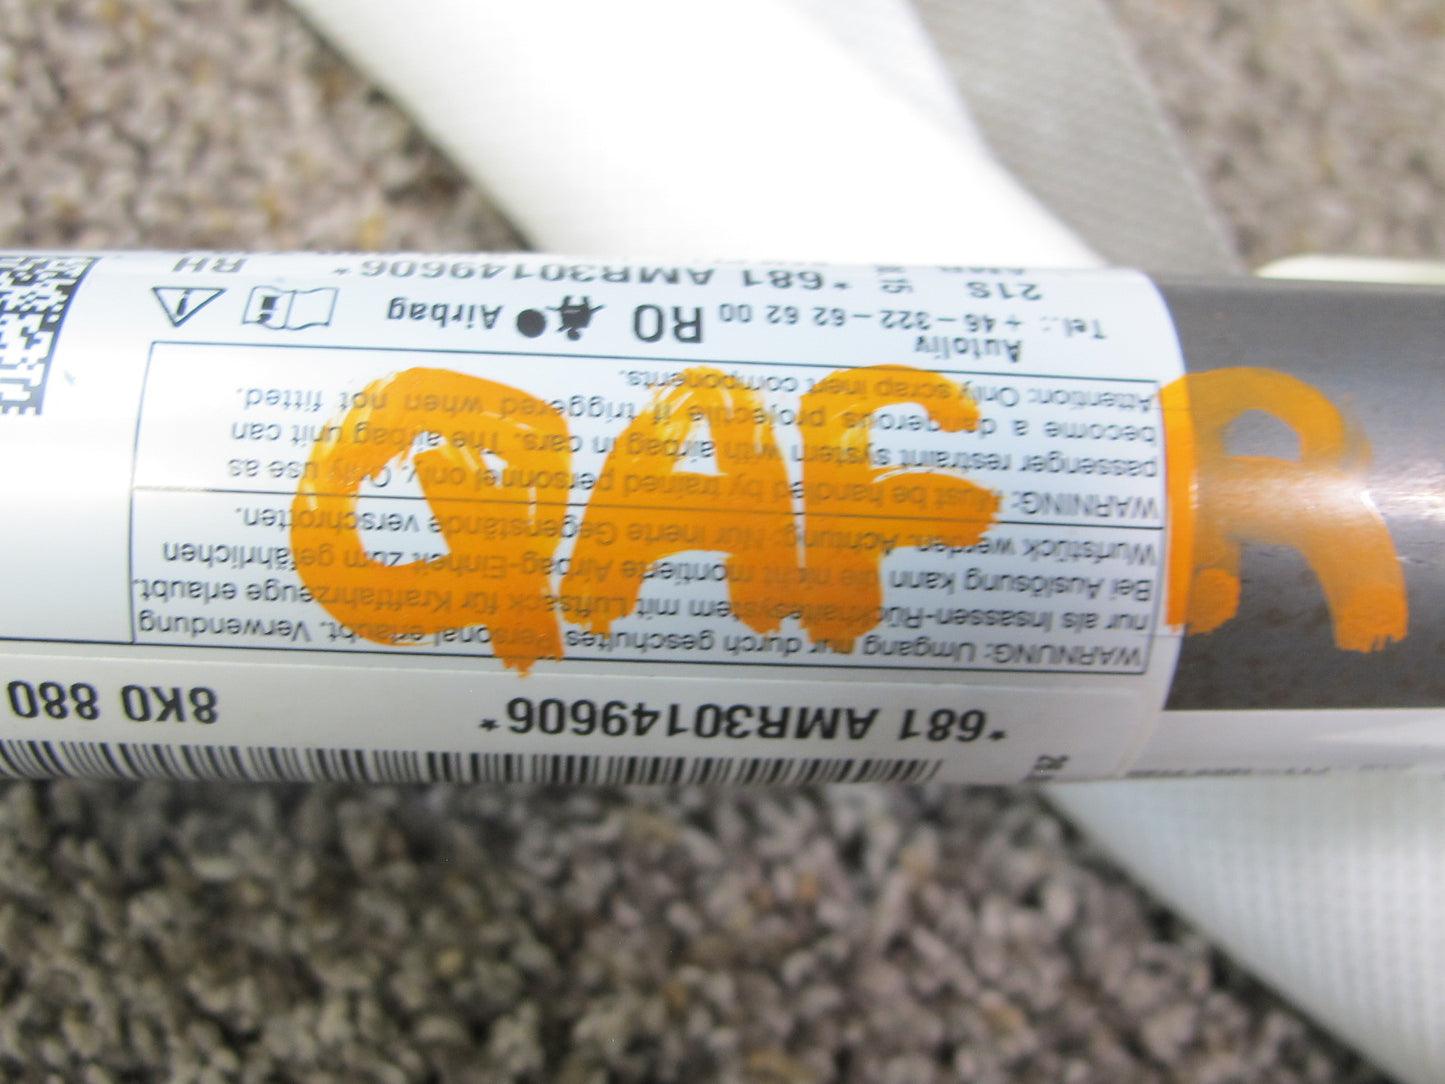 QAF R
*681 AMR30149606* 8K0 880
WARNUNG: Umgang nur durch geschultes Personal erlaubt. Verwendung
nur als Insassen-Rückhaltesystem mit Luftsack für Kraftfahrzeuge erlaubt.
Bei Auslösung kann die nicht montierte Airbag-Einheit zum gefährlichen
Wurfstück werden. Achtung: Nur inerte Gegenstände verschrotten.
WARNING: Must be handled by trained personnel only. Only use as
passenger restraint system with airbag in cars. The airbag unit can
become a dangerous projectile if triggered when not fitted.
Attention: Only scrap inert components.
Autoliv
Tel.: +46-322-62 62 00 RO Airbag
21S
*681 AMR30149606* RH